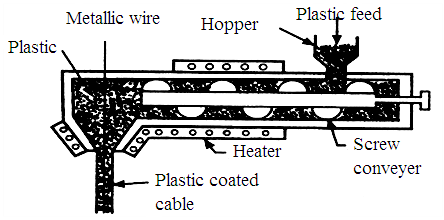 Metallic wire
Plastic
Hopper
Plastic feed
Heater
Screw
conveyer
Plastic coated
cable